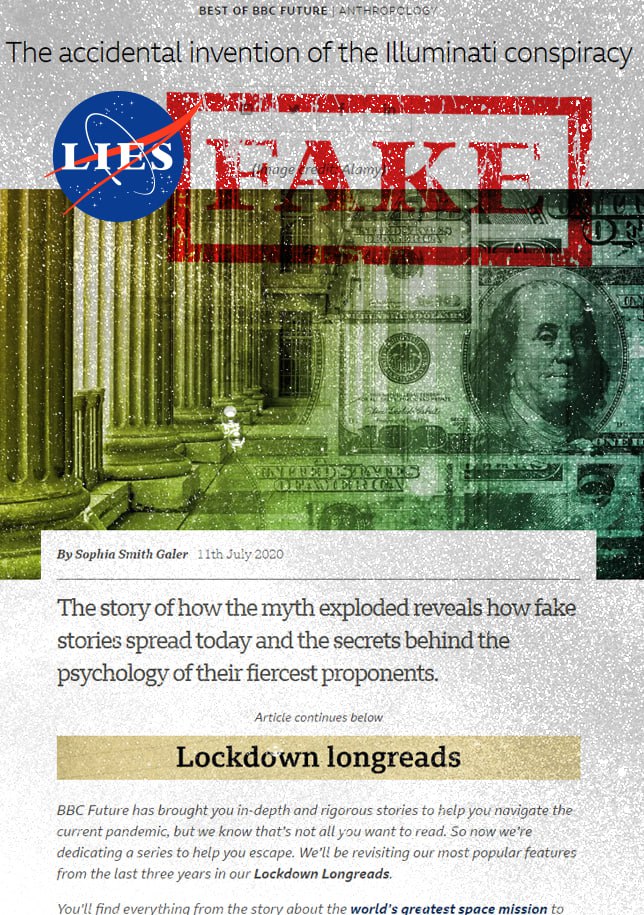 BEST OF BBC FUTURE | ANTHROPOLOGY
The accidental invention of the Illuminati conspiracy
LIES
FAKE
(Image credit: Alamy)
UNITED STATES
OF AMERICA
By Sophia Smith Galer 11th July 2020
The story of how the myth exploded reveals how fake
stories spread today and the secrets behind the
psychology of their fiercest proponents.
Article continues below
Lockdown longreads
BBC Future has brought you in-depth and rigorous stories to help you navigate the
current pandemic, but we know that's not all you want to read. So now we're
dedicating a series to help you escape. We'll be revisiting our most popular features
from the last three years in our Lockdown Longreads.
You'll find everything from the story about the world's greatest space mission to